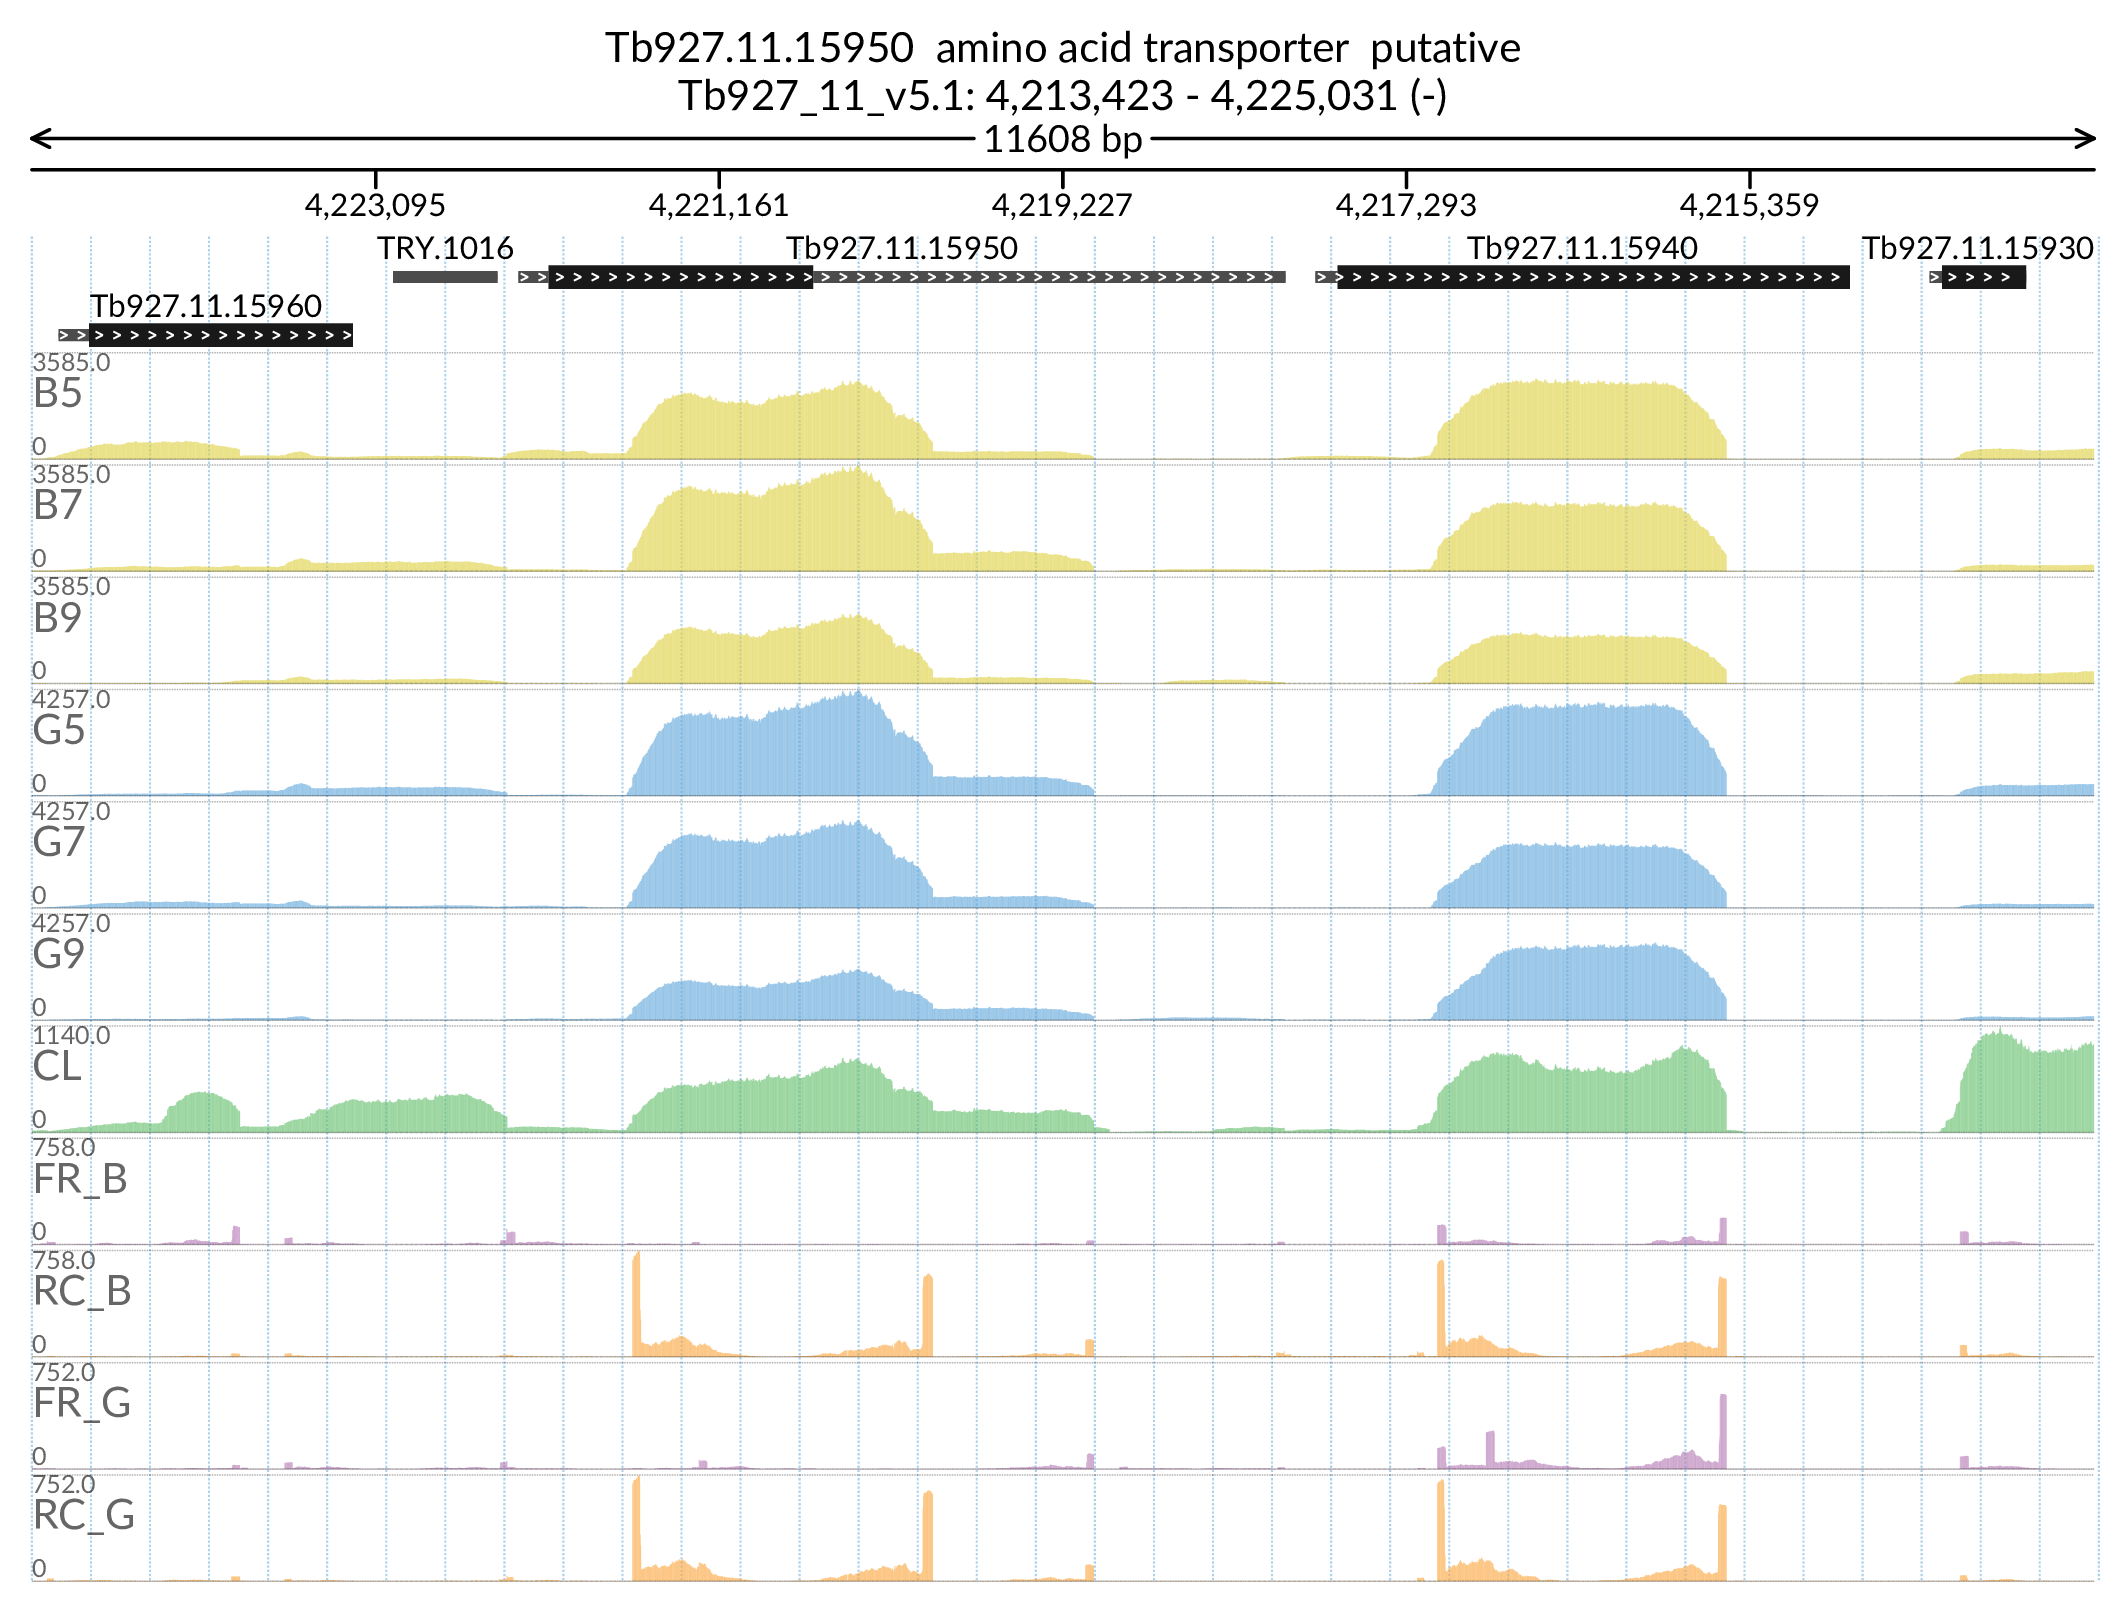 Tb927.11.15950 amino acid transporter putative
Tb927_11_v5.1: 4,213,423 - 4,225,031 (-)
11608 bp
4,223,095 4,221,161 4,219,227 4,217,293 4,215,359
TRY.1016 Tb927.11.15950 Tb927.11.15940 Tb927.11.15930
Tb927.11.15960
3585.0
B5
0
3585.0
B7
0
3585.0
B9
0
4257.0
G5
0
4257.0
G7
0
4257.0
G9
0
1140.0
CL
0
758.0
FR_B
0
758.0
RC_B
0
752.0
FR_G
0
752.0
RC_G
0